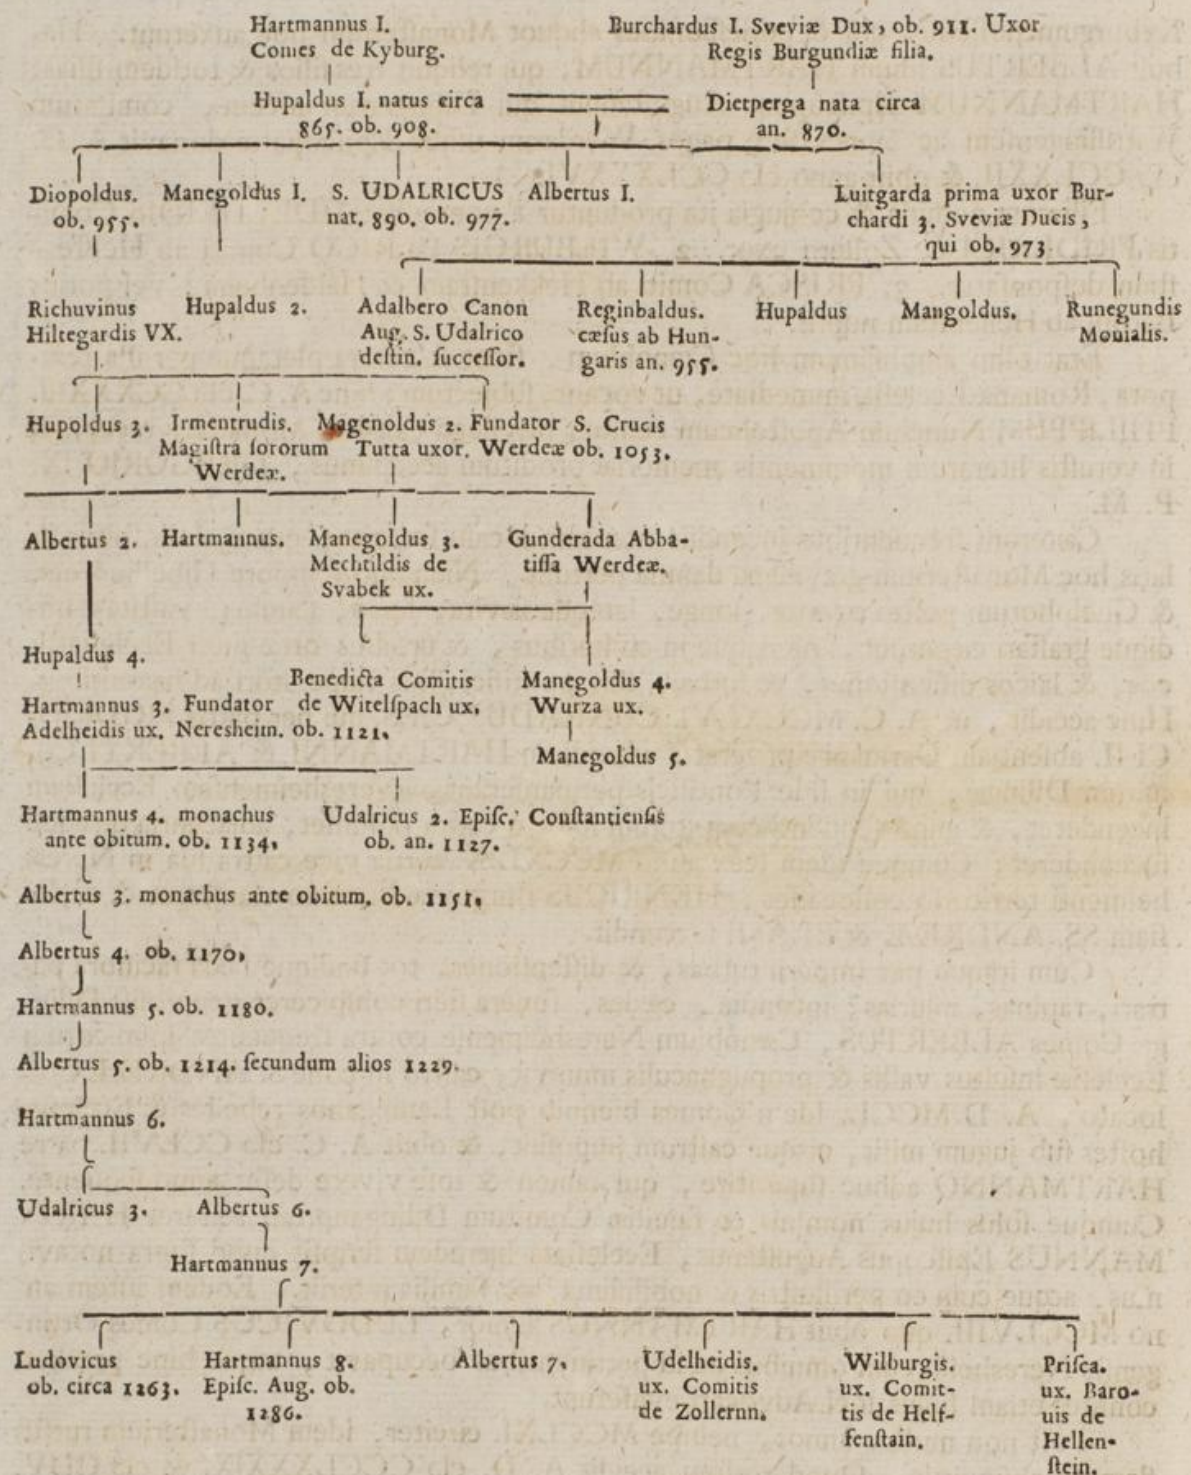 Hartmannus I.
Comes de Kyburg.
Burchardus I. Sveviæ Dux, ob. 911. Uxor
Regis Burgundiæ filia.
Hupaldus I. natus circa
865. ob. 908.
Dietperga nata circa
an. 870.
Diopoldus.
ob. 955.
Manegoldus I.
S. UDALRICUS
nat. 890. ob. 977.
Albertus I.
Luitgarda prima uxor Bur-
chardi 3. Sveviæ Ducis,
qui ob. 973.
Richuvinus
Hiltegardis VX.
Hupaldus 2.
Adalbero Canon
Aug. S. Udalrico
deſtin. ſucceſſor.
Reginbaldus.
cæſus ab Hun-
garis an. 955.
Hupaldus
Mangoldus.
Runegundis
Monialis.
Hupoldus 3.
Irmentrudis.
Magiſtra ſororum
Werdeæ.
Magenoldus 2. Fundator S. Crucis
Tutta uxor. Werdeæ ob. 1053.
Albertus 2.
Hartmannus.
Manegoldus 3.
Mechtildis de
Svabek ux.
Gunderada Abba-
tiſſa Werdeæ.
Hupaldus 4.
Hartmannus 3. Fundator
Adelheidis ux. Neresheim. ob. 1121.
Benedicta Comitis
de Witelſpach ux.
Manegoldus 4.
Wurza ux.
Manegoldus 5.
Hartmannus 4. monachus
ante obitum. ob. 1134.
Udalricus 2. Epiſc. Conſtantienſis
ob. an. 1127.
Albertus 3. monachus ante obitum. ob. 1151.
Albertus 4. ob. 1170.
Hartmannus 5. ob. 1180.
Albertus 5. ob. 1214. ſecundum alios 1229.
Hartmannus 6.
Udalricus 3.
Albertus 6.
Hartmannus 7.
Ludovicus
ob. circa 1263.
Hartmannus 8.
Epiſc. Aug. ob.
1286.
Albertus 7.
Udelheidis.
ux. Comitis
de Zollernn.
Wilburgis.
ux. Comit-
tis de Helf-
fenſtain.
Priſca.
ux. Baro-
uis de
Hellen-
ſtein.